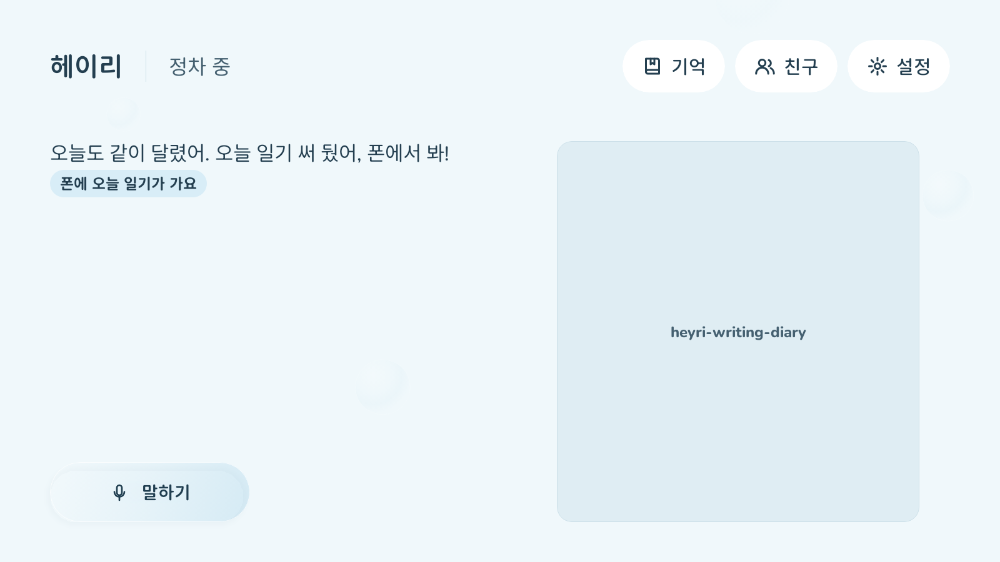 헤이리
정차 중
기억
친구
설정
오늘도 같이 달렸어. 오늘 일기 써 뒀어, 폰에서 봐!
폰에 오늘 일기가 가요
heyri-writing-diary
말하기